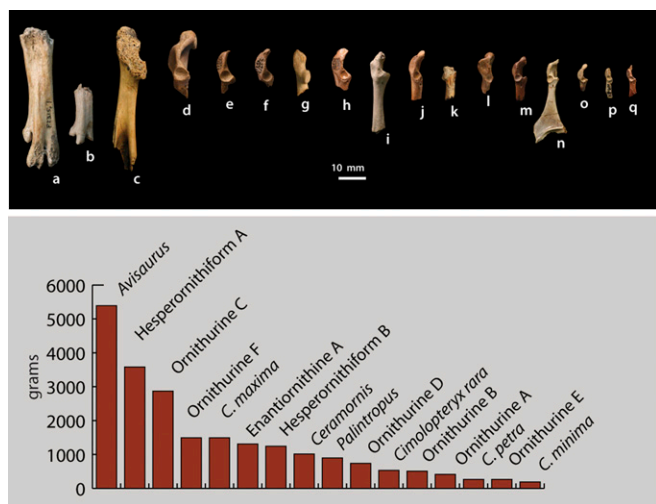 a
b
c
d
e
f
g
h
i
j
k
l
m
n
o
p
q
10 mm
grams
6000
5000
4000
3000
2000
1000
0
Avisaurus
Hesperornithiform A
Ornithurine C
Ornithurine F
C. maxima
Enantiornithine A
Hesperornithiform B
Ceramornis
Palintropus
Ornithurine D
Cimolopteryx rara
Ornithurine B
Ornithurine A
C. petra
Ornithurine E
C. minima